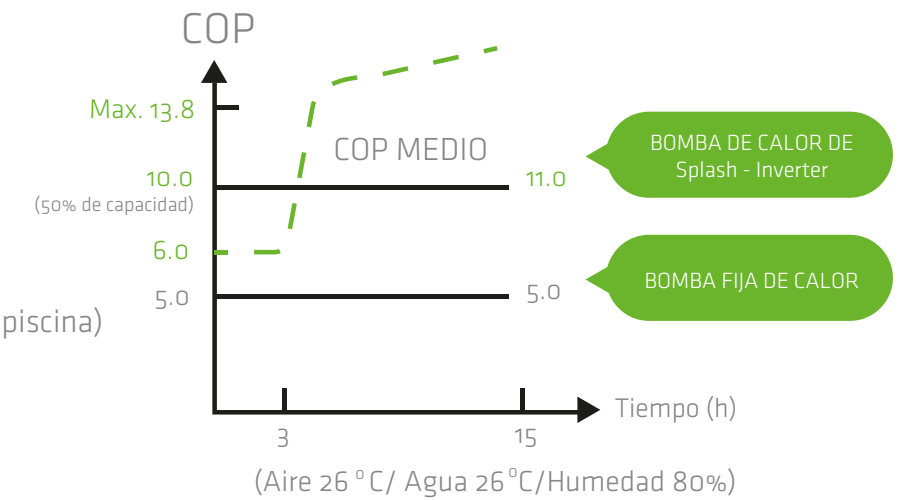 COP
Max. 13.8
COP MEDIO
BOMBA DE CALOR DE
Splash - Inverter
10.0
11.0
(50% de capacidad)
6.0
BOMBA FIJA DE CALOR
5.0
5.0
piscina)
Tiempo (h)
3
15
(Aire 26 ºC/ Agua 26ºC/Humedad 80%)